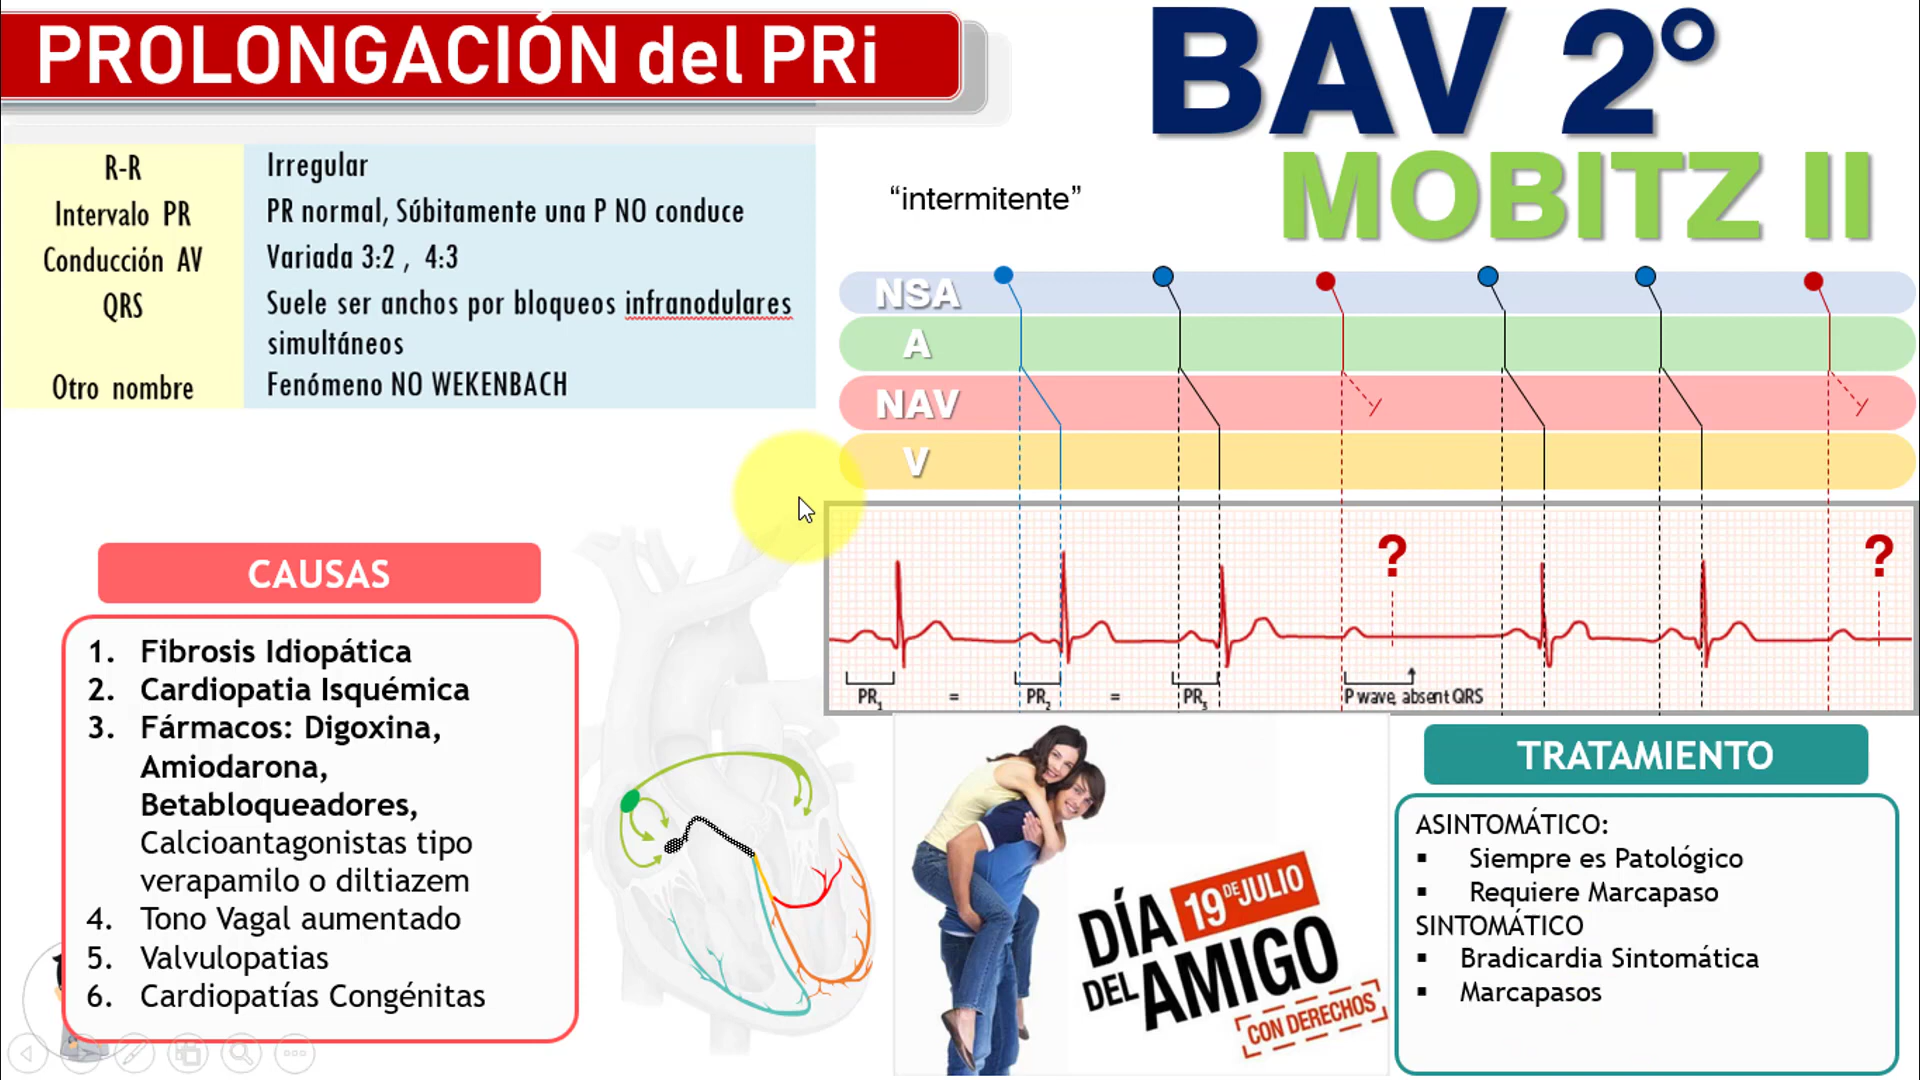 PROLONGACIÓN del PRi
BAV 2°
MOBITZ II
R-R Irregular
Intervalo PR PR normal, Súbitamente una P NO conduce
Conducción AV Variada 3:2 , 4:3
QRS Suele ser anchos por bloqueos infranodulares
simultáneos
Otro nombre Fenómeno NO WEKENBACH
“intermitente”
NSA
A
NAV
V
? ?
PR1 = PR2 = PR3 P wave, absent QRS
CAUSAS
1. Fibrosis Idiopática
2. Cardiopatia Isquémica
3. Fármacos: Digoxina,
Amiodarona,
Betabloqueadores,
Calcioantagonistas tipo
verapamilo o diltiazem
4. Tono Vagal aumentado
5. Valvulopatias
6. Cardiopatías Congénitas
DÍA 19 DE JULIO
DEL AMIGO
CON DERECHOS
TRATAMIENTO
ASINTOMÁTICO:
▪ Siempre es Patológico
▪ Requiere Marcapaso
SINTOMÁTICO
▪ Bradicardia Sintomática
▪ Marcapasos